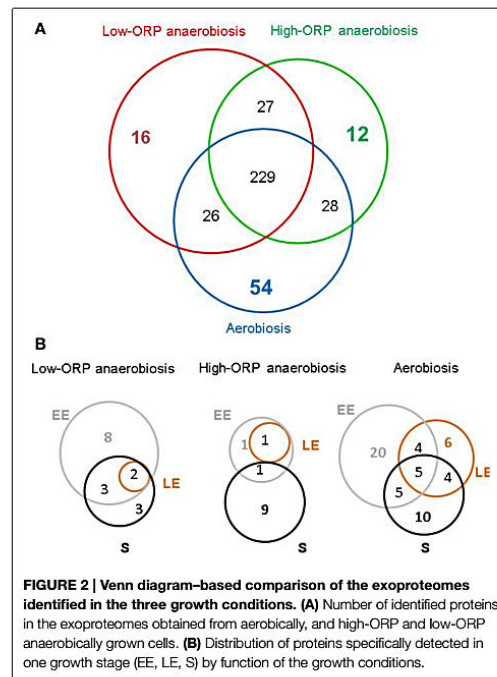 A
Low-ORP anaerobiosis
High-ORP anaerobiosis
27
16
12
229
26
28
54
Aerobiosis
B
Low-ORP anaerobiosis
High-ORP anaerobiosis
Aerobiosis
EE
8
2
LE
3
3
S
EE
1
1
LE
1
9
S
EE
20
4
6
5
LE
5
4
10
S
FIGURE 2 | Venn diagram–based comparison of the exoproteomes
identified in the three growth conditions. (A) Number of identified proteins
in the exoproteomes obtained from aerobically, and high-ORP and low-ORP
anaerobically grown cells. (B) Distribution of proteins specifically detected in
one growth stage (EE, LE, S) by function of the growth conditions.